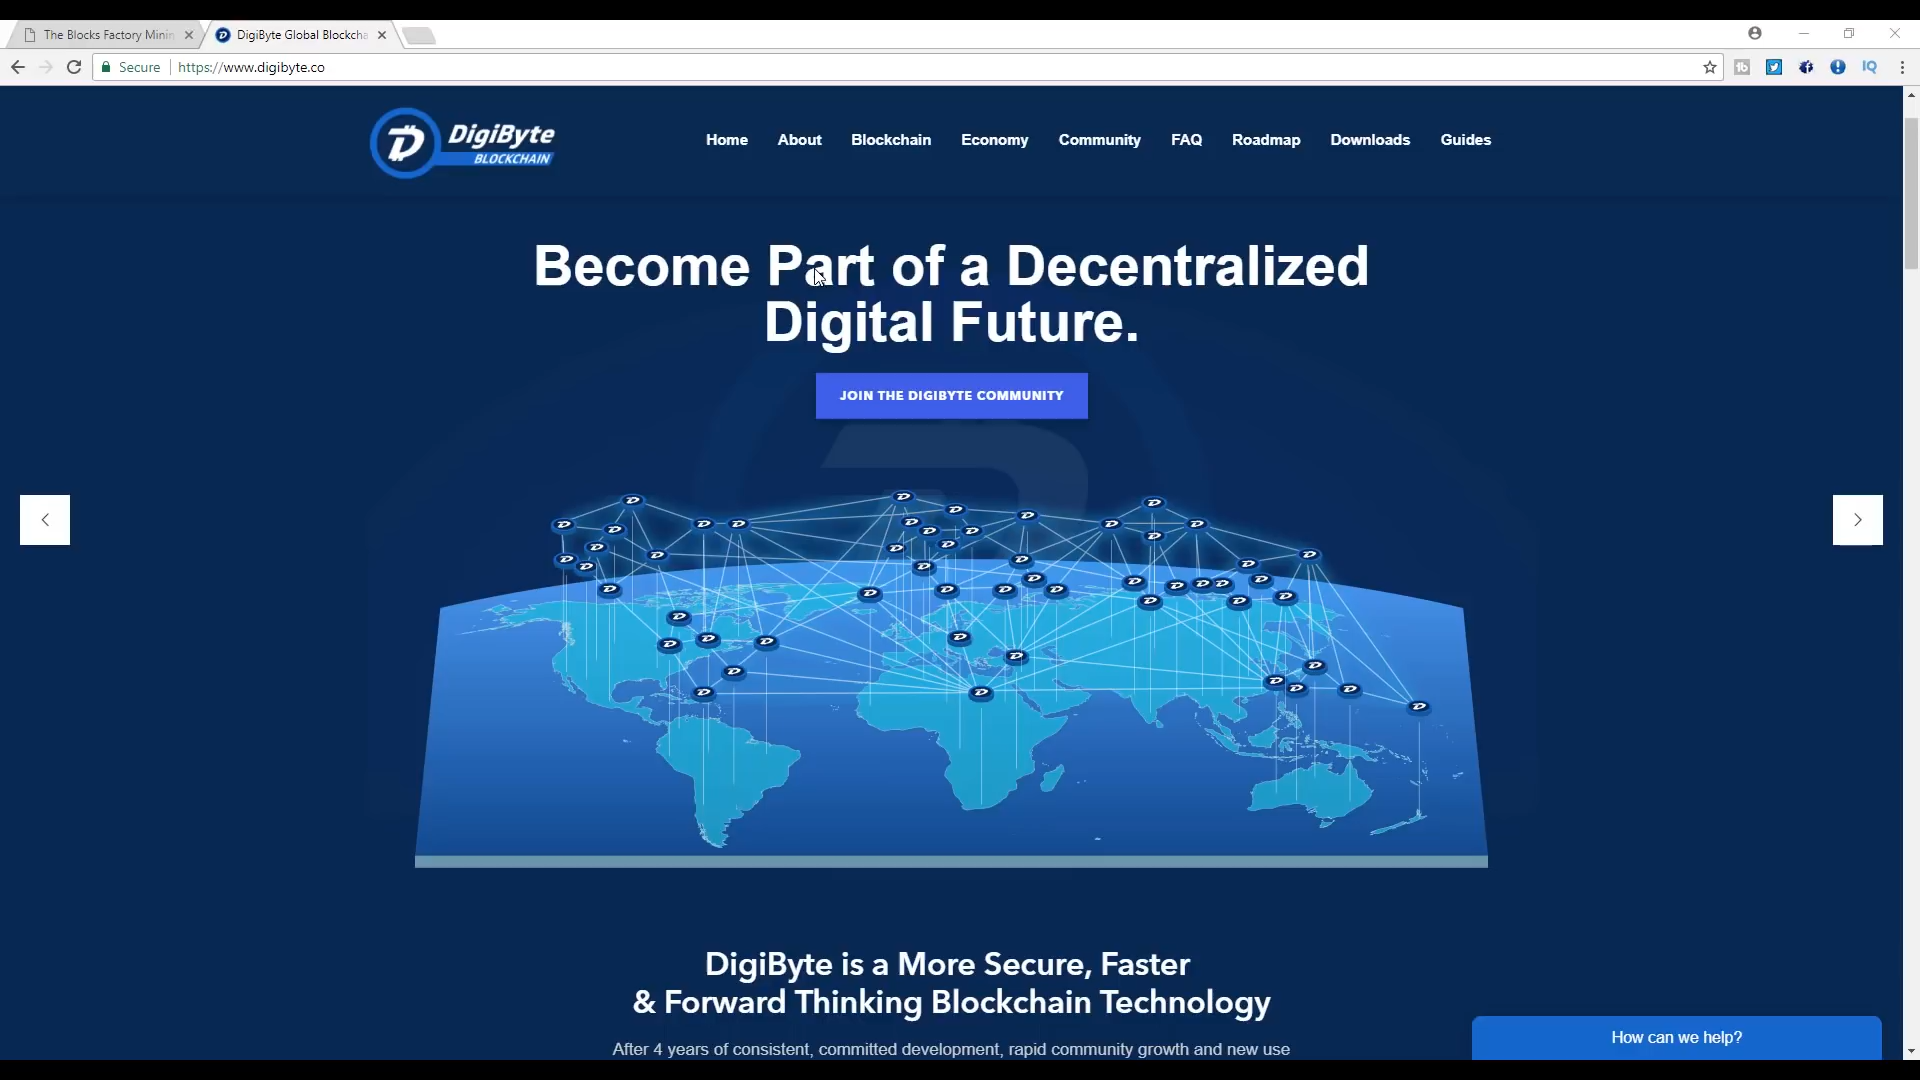 The Blocks Factory Minin
DigiByte Global Blockcha
Secure
https://www.digibyte.co
IQ
DigiByte
BLOCKCHAIN
Home About Blockchain Economy Community FAQ Roadmap Downloads Guides
Become Part of a Decentralized
Digital Future.
JOIN THE DIGIBYTE COMMUNITY
DigiByte is a More Secure, Faster
& Forward Thinking Blockchain Technology
After 4 years of consistent, committed development, rapid community growth and new use
How can we help?